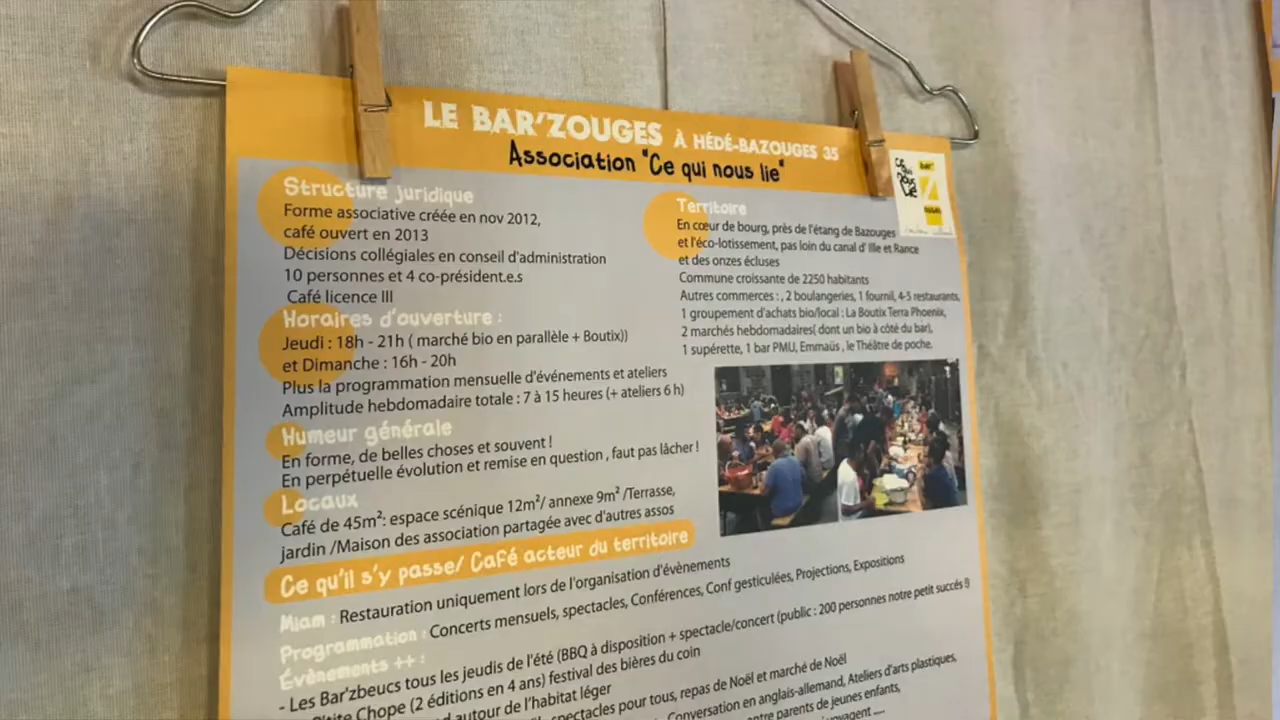 LE BAR'ZOUGES À HÉDÉ-BAZOUGES 35
Association "Ce qui nous lie"
Structure juridique
Forme associative créée en nov 2012,
café ouvert en 2013
Décisions collégiales en conseil d'administration
10 personnes et 4 co-président.e.s
Café licence III
Horaires d'ouverture :
Jeudi : 18h - 21h ( marché bio en parallèle + Boutix))
et Dimanche : 16h - 20h
Plus la programmation mensuelle d'événements et ateliers
Amplitude hebdomadaire totale : 7 à 15 heures (+ ateliers 6 h)
Humeur générale
En forme, de belles choses et souvent !
En perpétuelle évolution et remise en question , faut pas lâcher !
Locaux
Café de 45m²: espace scénique 12m²/ annexe 9m² /Terrasse,
jardin /Maison des association partagée avec d'autres assos
Territoire
En cœur de bourg, près de l'étang de Bazouges
et l'éco-lotissement, pas loin du canal d' Ille et Rance
et des onzes écluses
Commune croissante de 2250 habitants
Autres commerces : , 2 boulangeries, 1 fournil, 4-5 restaurants,
1 groupement d'achats bio/local : La Boutix Terra Phoenix,
2 marchés hebdomadaires( dont un bio à côté du bar),
1 supérette, 1 bar PMU, Emmaüs , le Théâtre de poche.
ce qui nous lie
Ce qu'il s'y passe/ Café acteur du territoire
Miam : Restauration uniquement lors de l'organisation d'évènements
Programmation : Concerts mensuels, spectacles, Conférences, Conf gesticulées, Projections, Expositions
Évènements ++ :
- Les Bar'zbeucs tous les jeudis de l'été (BBQ à disposition + spectacle/concert (public : 200 personnes notre petit succés !)
Chope (2 éditions en 4 ans) festival des bières du coin
autour de l'habitat léger
spectacles pour tous, repas de Noël et marché de Noël
Conversation en anglais-allemand, Ateliers d'arts plastiques,
entre parents de jeunes enfants,